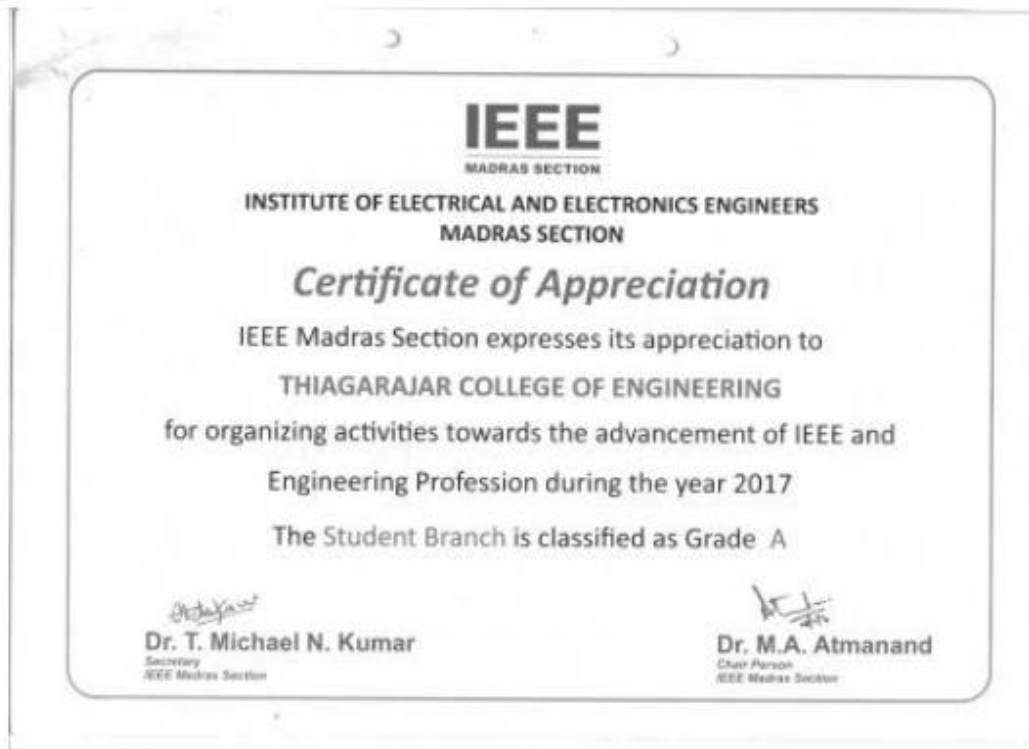 IEEE
MADRAS SECTION
INSTITUTE OF ELECTRICAL AND ELECTRONICS ENGINEERS
MADRAS SECTION
Certificate of Appreciation
IEEE Madras Section expresses its appreciation to
THIAGARAJAR COLLEGE OF ENGINEERING
for organizing activities towards the advancement of IEEE and
Engineering Profession during the year 2017
The Student Branch is classified as Grade A
Dr. T. Michael N. Kumar
Secretary
IEEE Madras Section
Dr. M.A. Atmanand
Chair Person
IEEE Madras Section